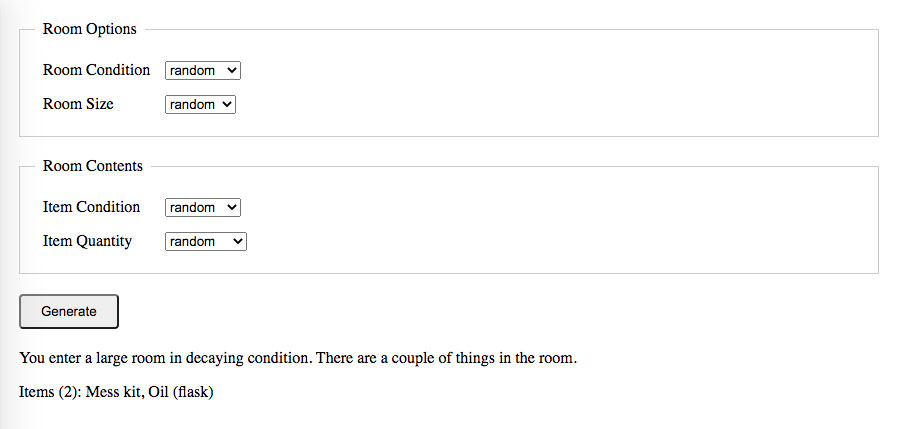 Room Options
Room Condition random
Room Size random
Room Contents
Item Condition random
Item Quantity random
Generate
You enter a large room in decaying condition. There are a couple of things in the room.
Items (2): Mess kit, Oil (flask)